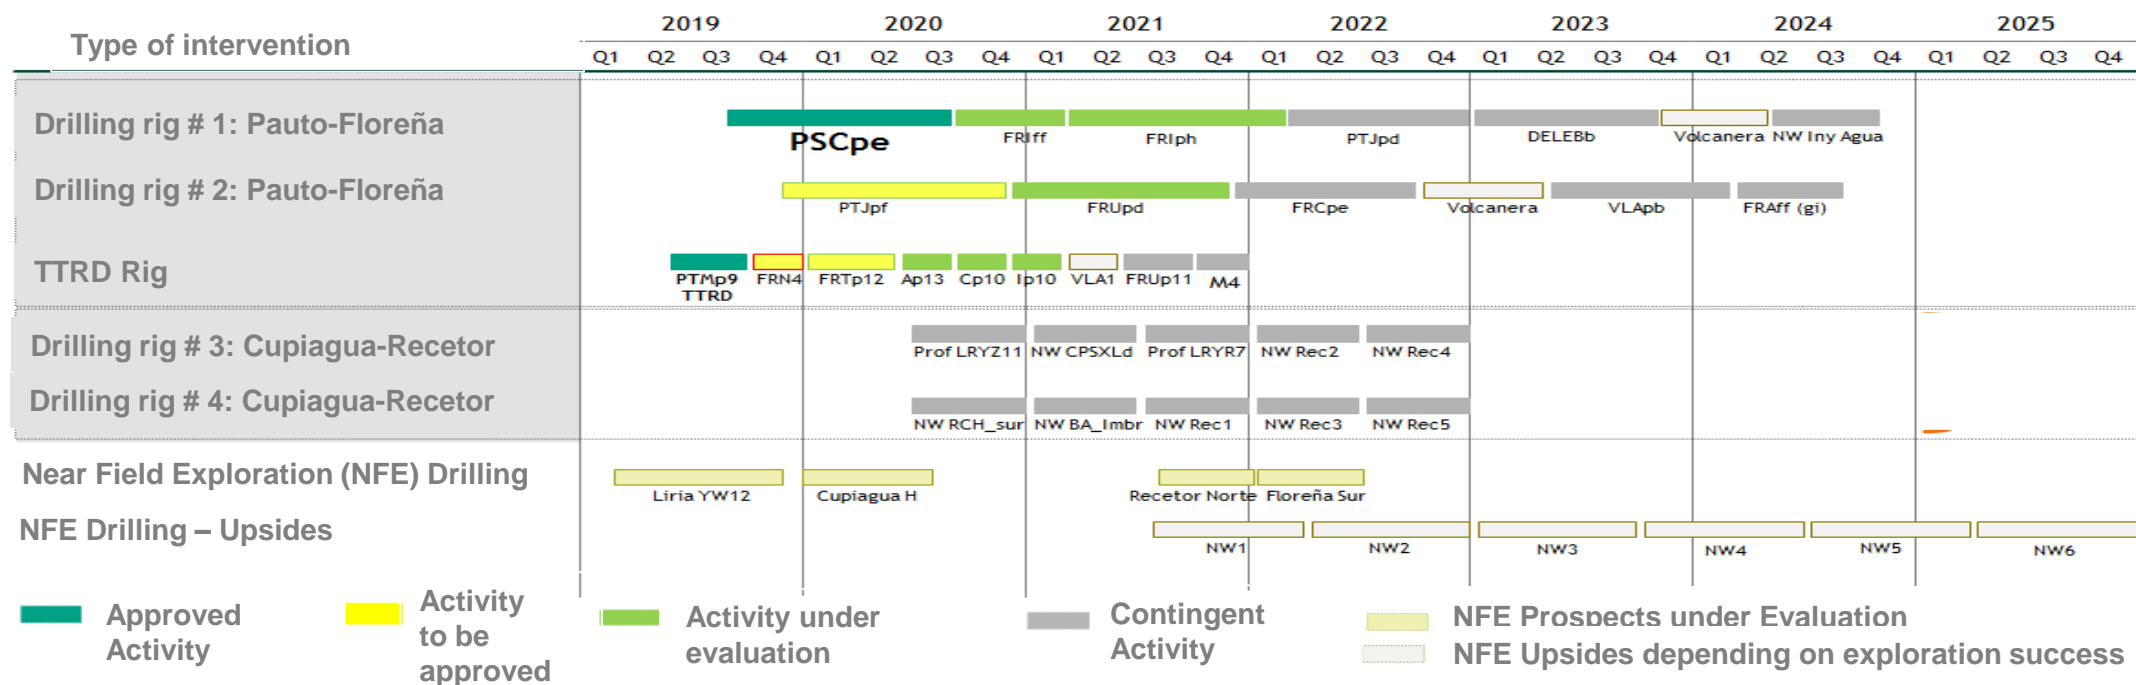 2019 2020 2021 2022 2023 2024 2025
Type of intervention
Q1 Q2 Q3 Q4 Q1 Q2 Q3 Q4 Q1 Q2 Q3 Q4 Q1 Q2 Q3 Q4 Q1 Q2 Q3 Q4 Q1 Q2 Q3 Q4 Q1 Q2 Q3 Q4
Drilling rig # 1: Pauto-Floreña
PSCpe FRIff FRIph PTJpd DELEBb Volcanera NW Iny Agua
Drilling rig # 2: Pauto-Floreña
PTJpf FRUpd FRCpe Volcanera VLApb FRAff (gi)
TTRD Rig
PTMp9 FRN4 FRTp12 Ap13 Cp10 Ip10 VLA1 FRUp11 M4
TTRD
Drilling rig # 3: Cupiagua-Recetor
Prof LRYZ11 NW CPSXLd Prof LRYR7 NW Rec2 NW Rec4
Drilling rig # 4: Cupiagua-Recetor
NW RCH_sur NW BA_Imbr NW Rec1 NW Rec3 NW Rec5
Near Field Exploration (NFE) Drilling
Liria YW12 Cupiagua H Recetor Norte Floreña Sur
NFE Drilling – Upsides
NW1 NW2 NW3 NW4 NW5 NW6
Approved
Activity
Activity
to be
approved
Activity under
evaluation
Contingent
Activity
NFE Prospects under Evaluation
NFE Upsides depending on exploration success